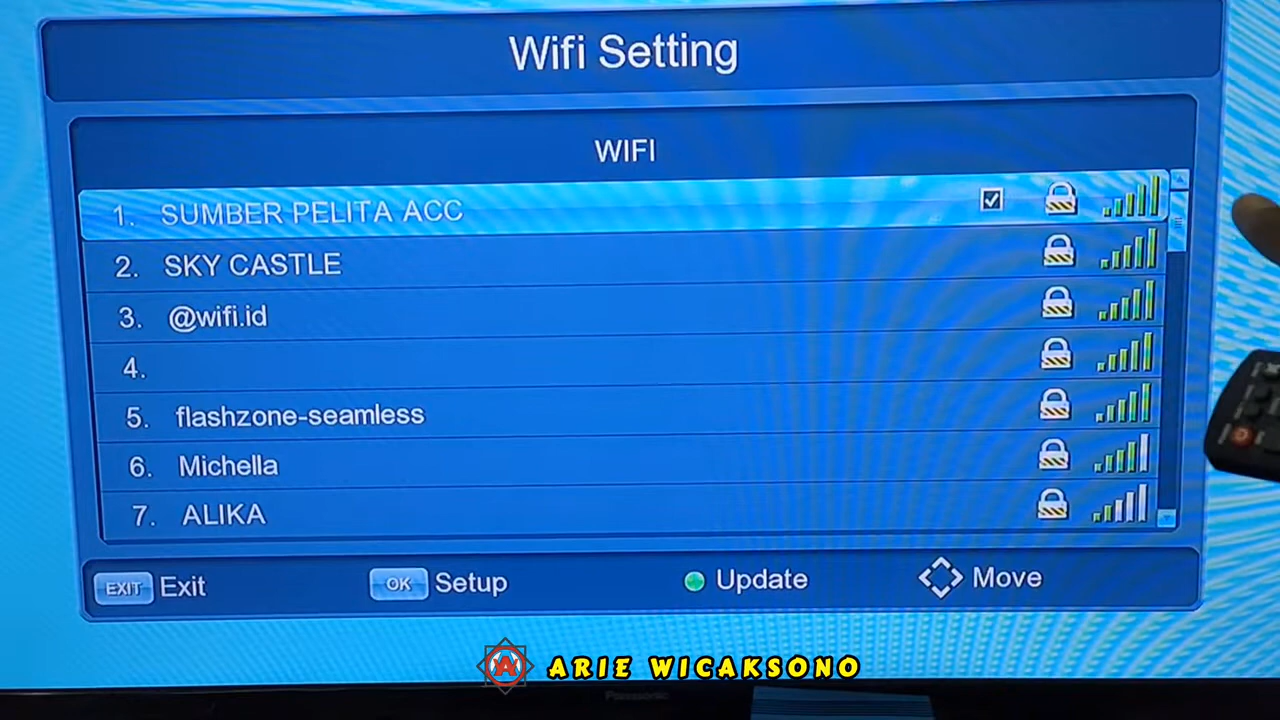 Wifi Setting
WIFI
1. SUMBER PELITA ACC
2. SKY CASTLE
3. @wifi.id
4.
5. flashzone-seamless
6. Michella
7. ALIKA
EXIT Exit OK Setup Update Move
A ARIE WICAKSONO
Panasonic